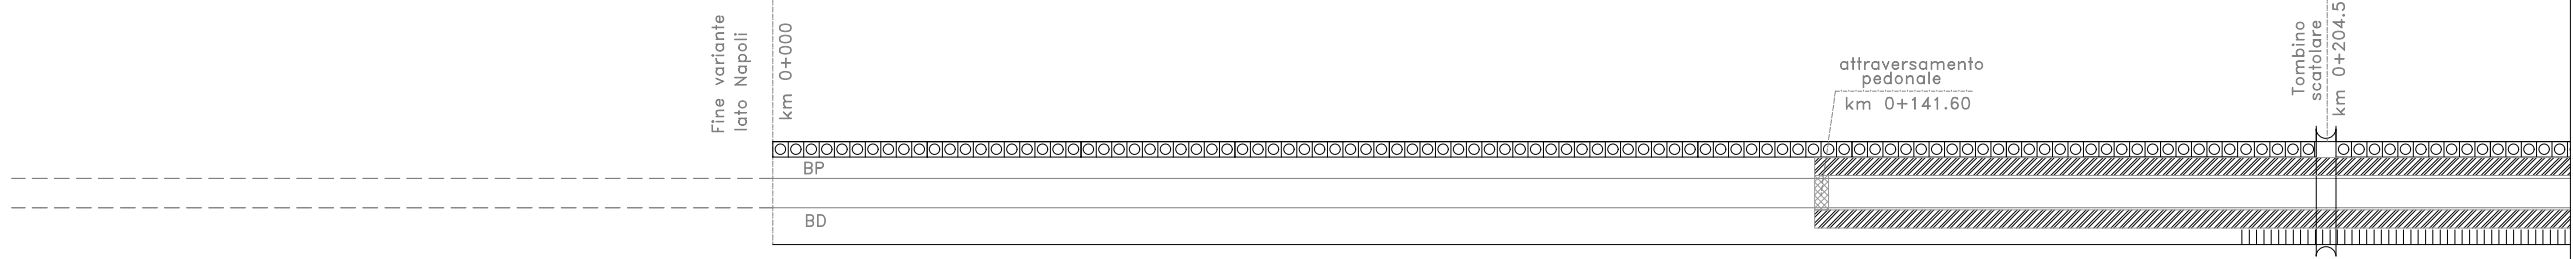 Fine variante
lato Napoli
km 0+000
BP
BD
attraversamento
pedonale
km 0+141.60
Tombino
scatolare
km 0+204.5